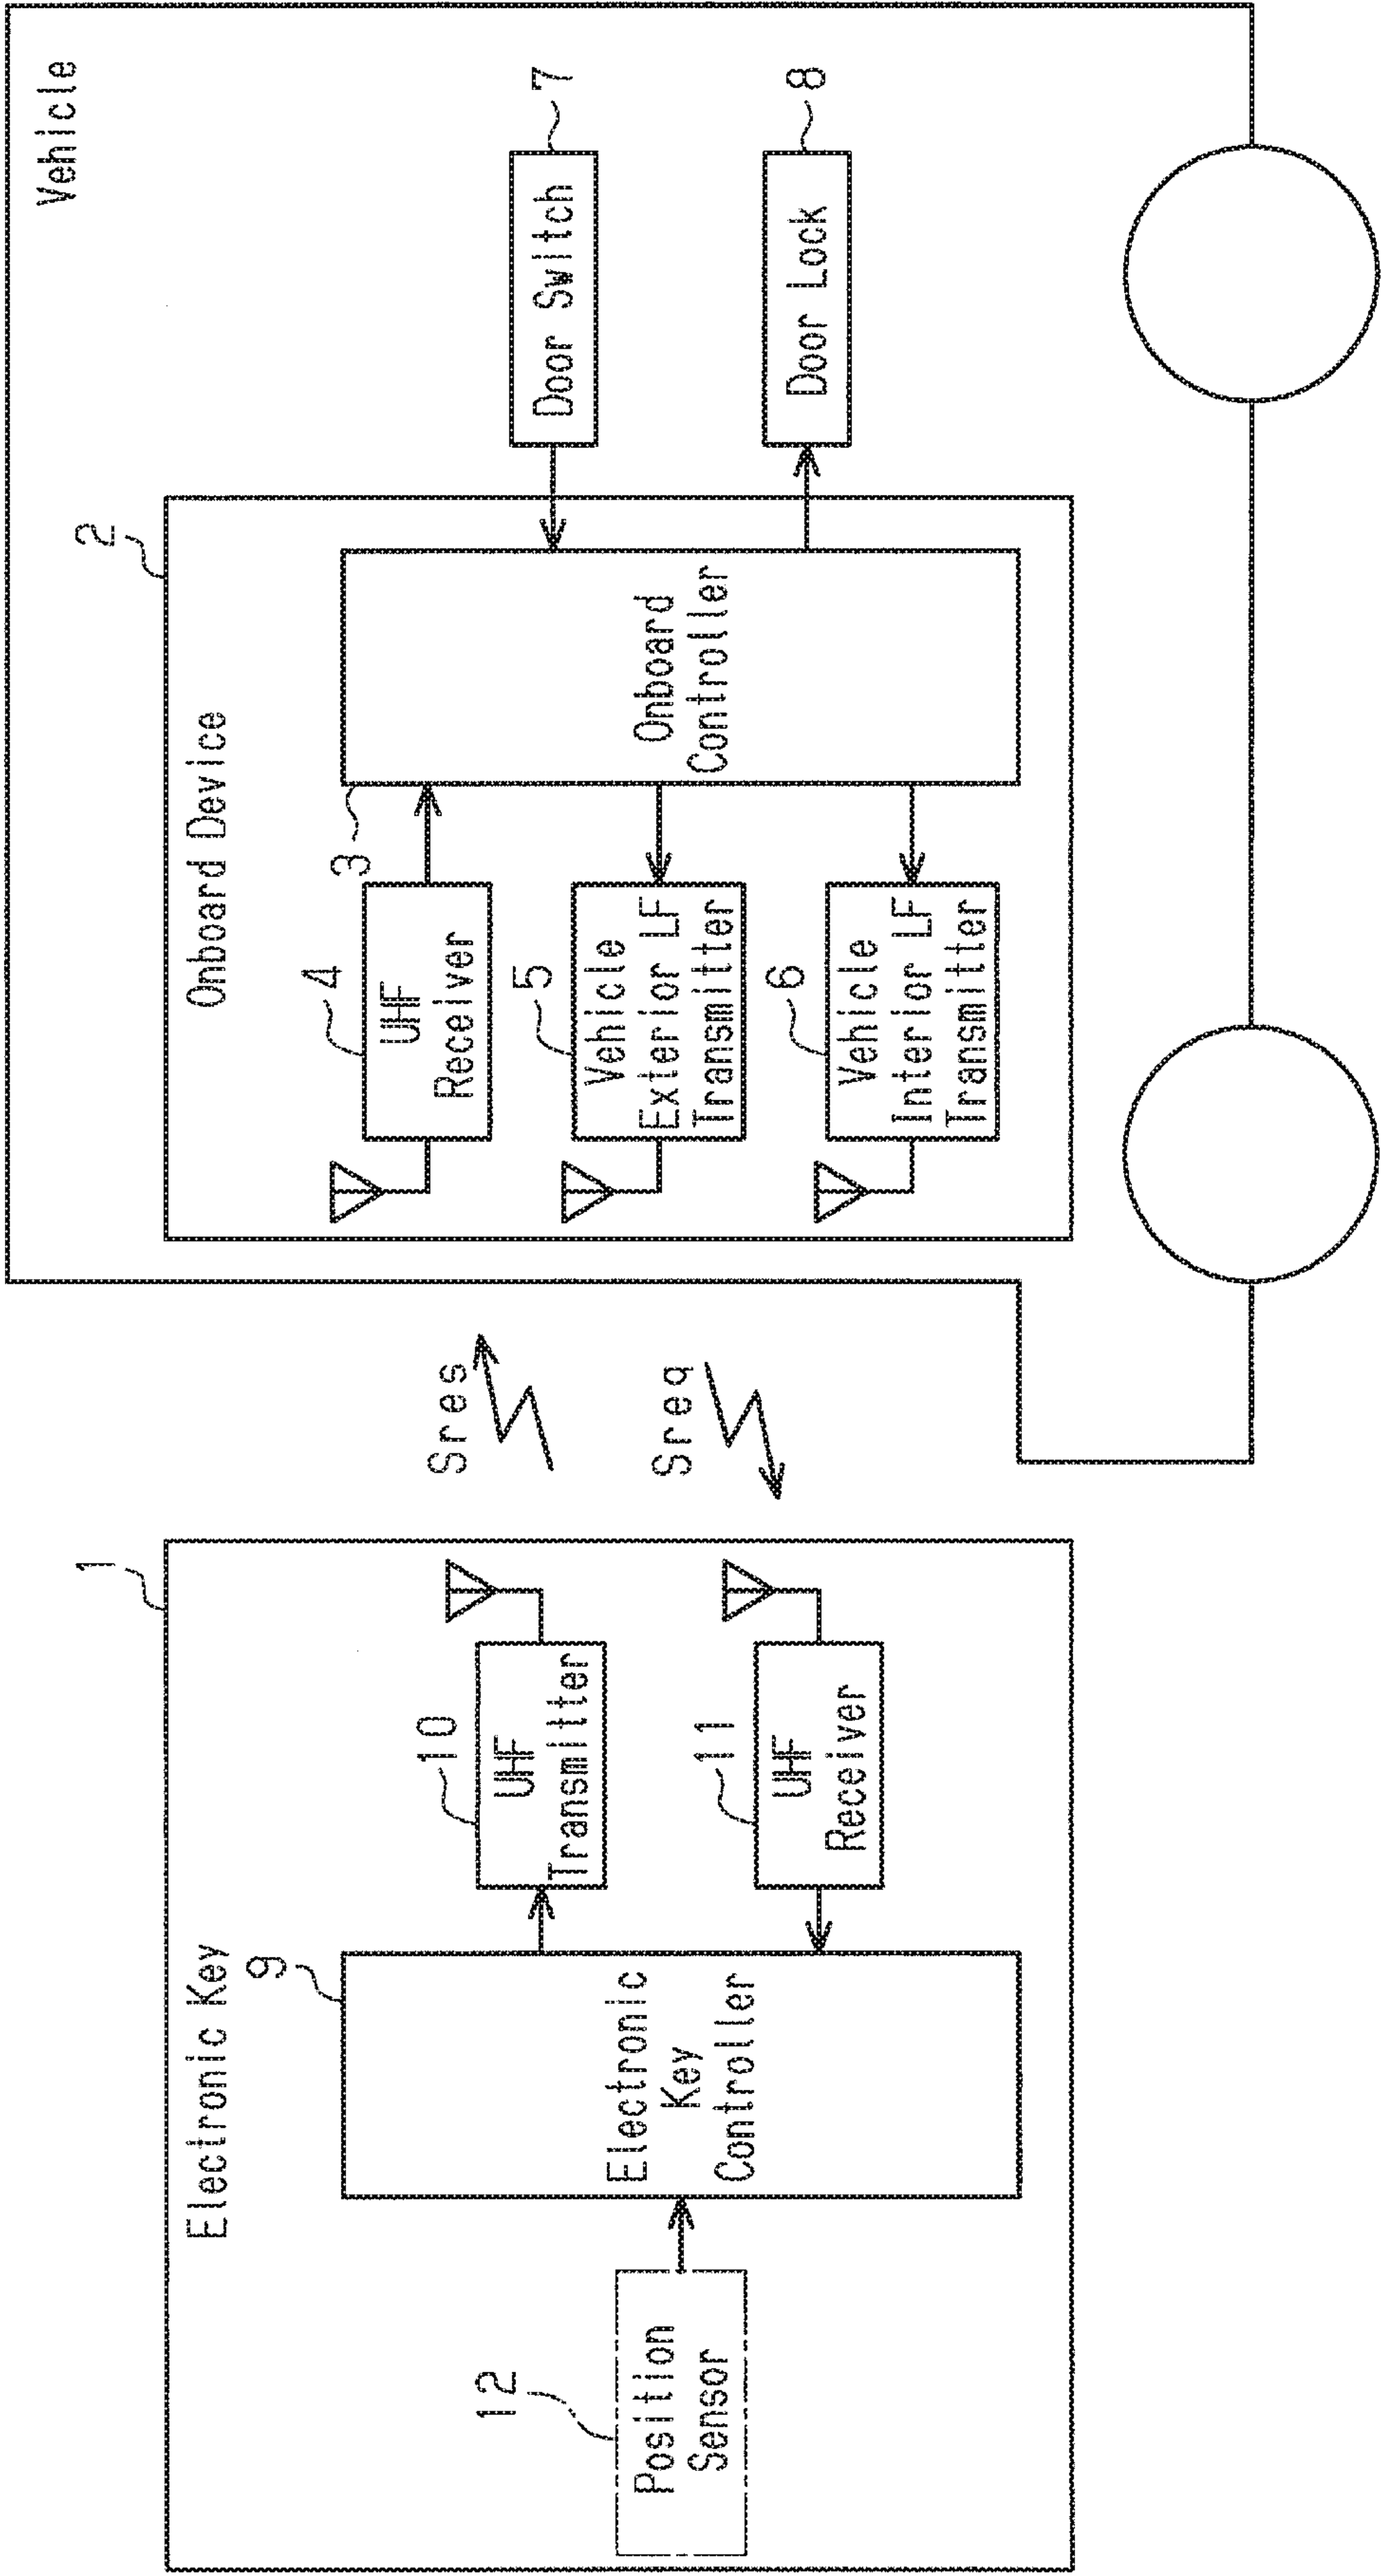 1
Electronic Key
12
Position
Sensor
9
Electronic
Key
Controller
10
UHF
Transmitter
11
UHF
Receiver
Sres
Sreq
Vehicle
2
Onboard Device
4
UHF
Receiver
5
Vehicle
Exterior LF
Transmitter
6
Vehicle
Interior LF
Transmitter
3
Onboard
Controller
Door Switch
7
Door Lock
8